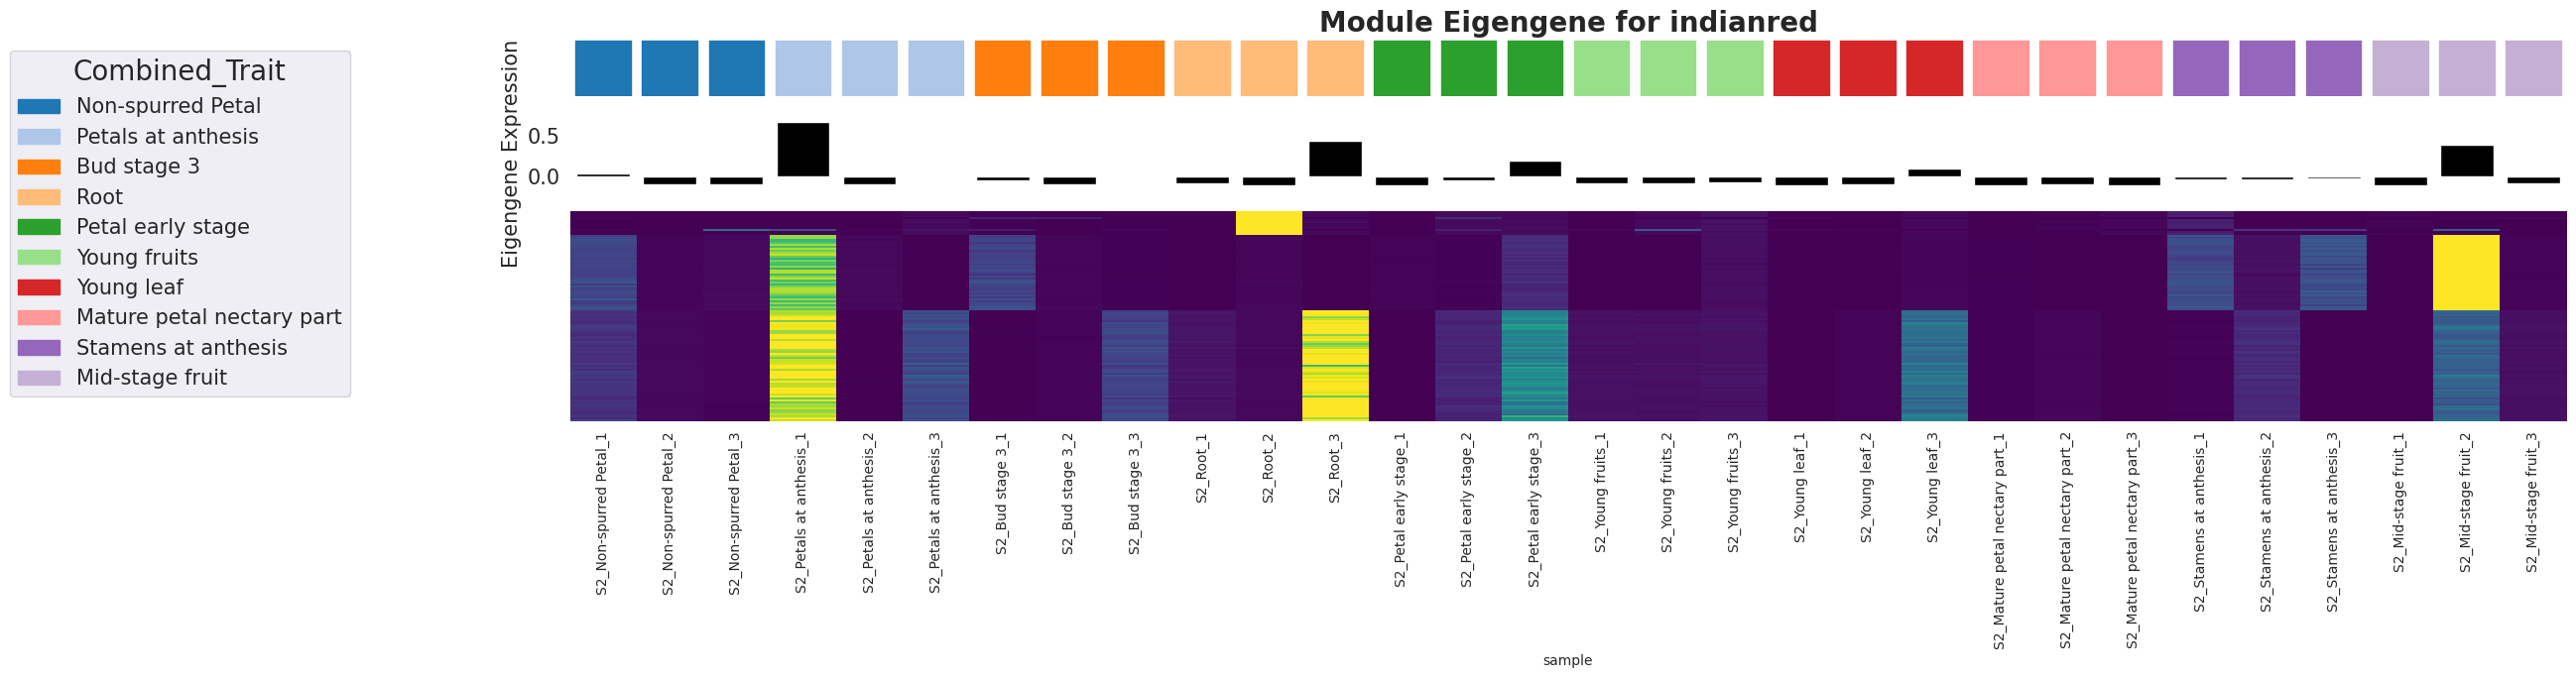 Module Eigengene for indianred
Combined_Trait
Non-spurred Petal
Petals at anthesis
Bud stage 3
Root
Petal early stage
Young fruits
Young leaf
Mature petal nectary part
Stamens at anthesis
Mid-stage fruit
Eigengene Expression
0.5
0.0
S2_Non-spurred Petal_1
S2_Non-spurred Petal_2
S2_Non-spurred Petal_3
S2_Petals at anthesis_1
S2_Petals at anthesis_2
S2_Petals at anthesis_3
S2_Bud stage 3_1
S2_Bud stage 3_2
S2_Bud stage 3_3
S2_Root_1
S2_Root_2
S2_Root_3
S2_Petal early stage_1
S2_Petal early stage_2
S2_Petal early stage_3
S2_Young fruits_1
S2_Young fruits_2
S2_Young fruits_3
S2_Young leaf_1
S2_Young leaf_2
S2_Young leaf_3
S2_Mature petal nectary part_1
S2_Mature petal nectary part_2
S2_Mature petal nectary part_3
S2_Stamens at anthesis_1
S2_Stamens at anthesis_2
S2_Stamens at anthesis_3
S2_Mid-stage fruit_1
S2_Mid-stage fruit_2
S2_Mid-stage fruit_3
sample